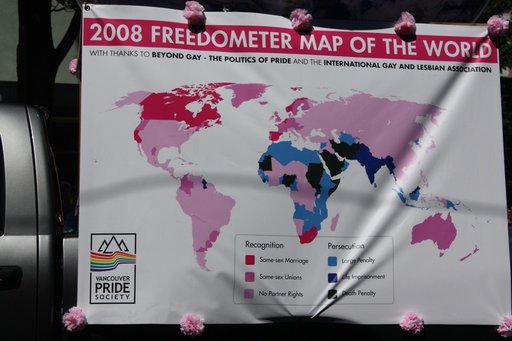 2008 FREEDOMETER MAP OF THE WORLD
WITH THANKS TO BEYOND GAY - THE POLITICS OF PRIDE AND THE INTERNATIONAL GAY AND LESBIAN ASSOCIATION
Recognition
Same-sex Marriage
Same-sex Unions
No Partner Rights
Persecution
Large Penalty
Life Imprisonment
Death Penalty
VANCOUVER
PRIDE
SOCIETY